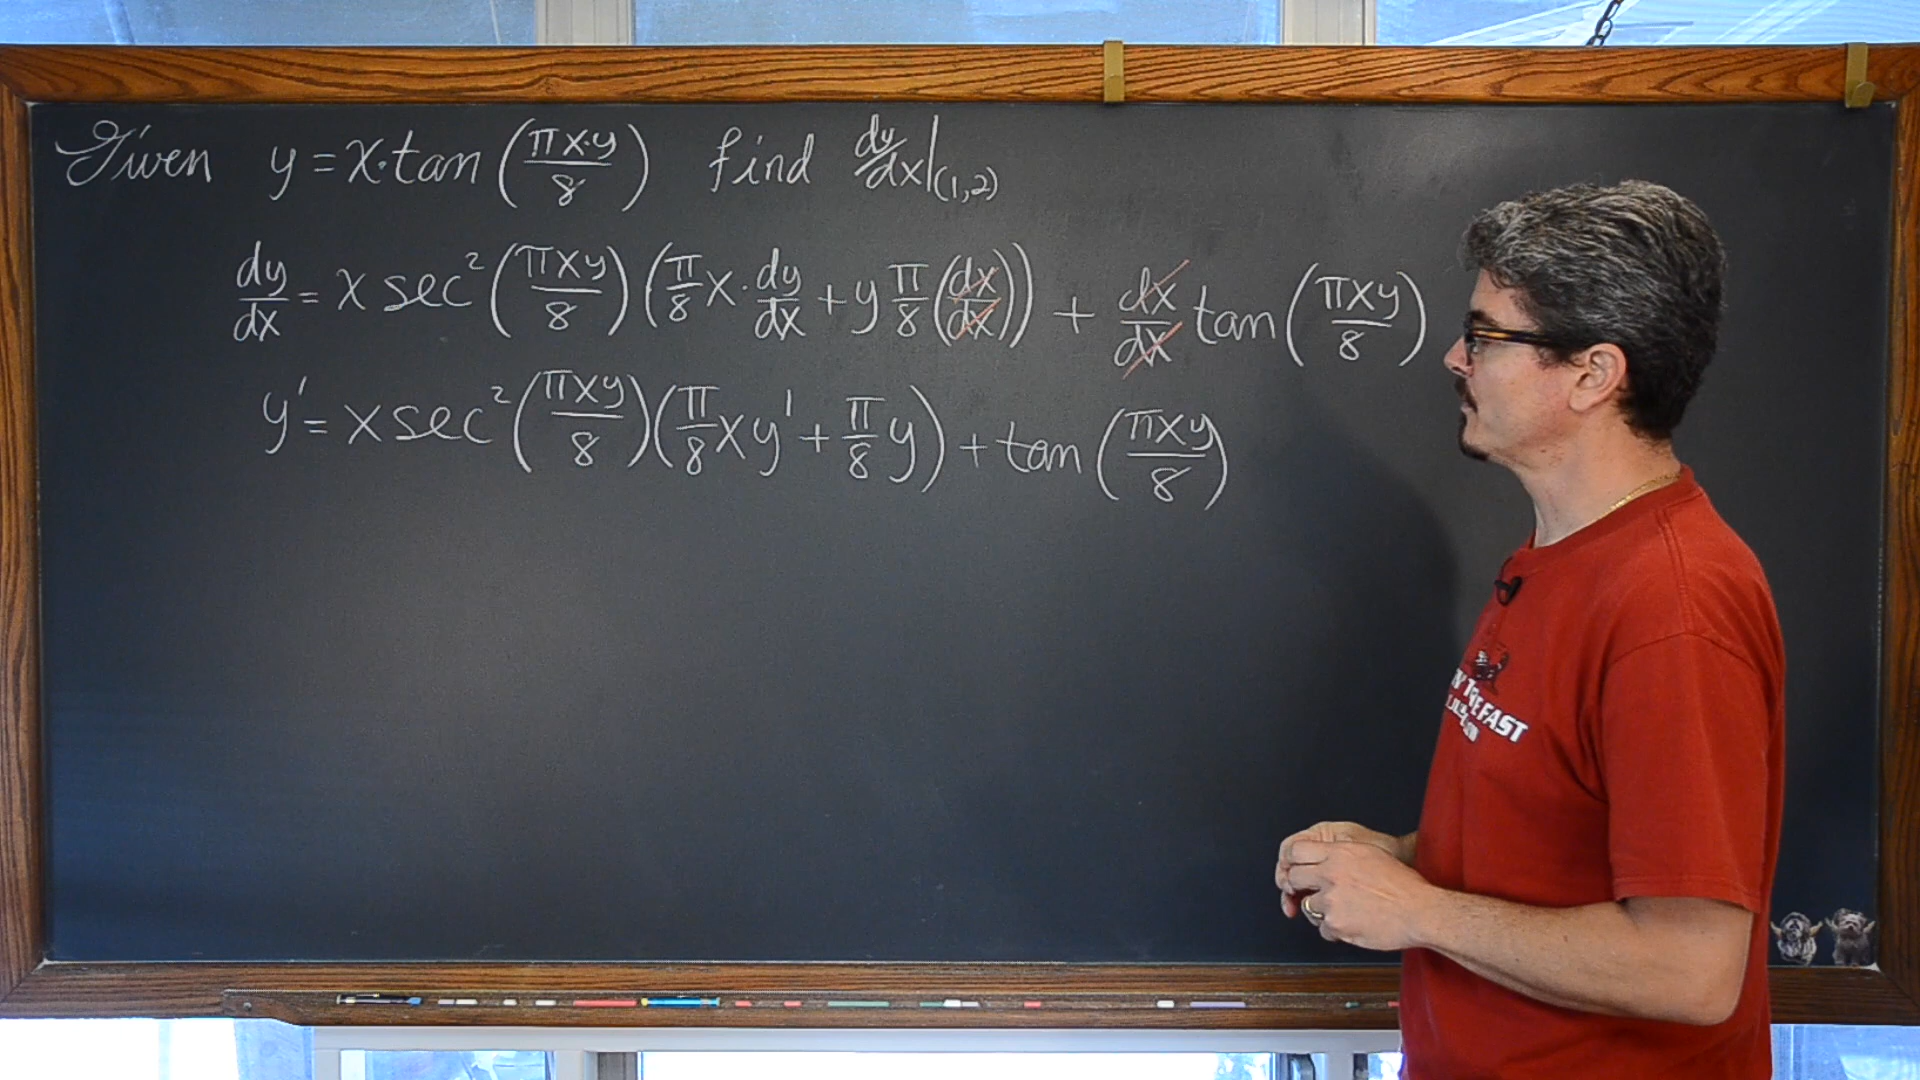 Given y = x·tan(πx·y/8) find dy/dx|(1,2)
dy/dx = x sec²(πxy/8)(π/8 x·dy/dx + y π/8 (dx/dx)) + dx/dx tan(πxy/8)
y' = x sec²(πxy/8)(π/8 xy' + π/8 y) + tan(πxy/8)
FAST